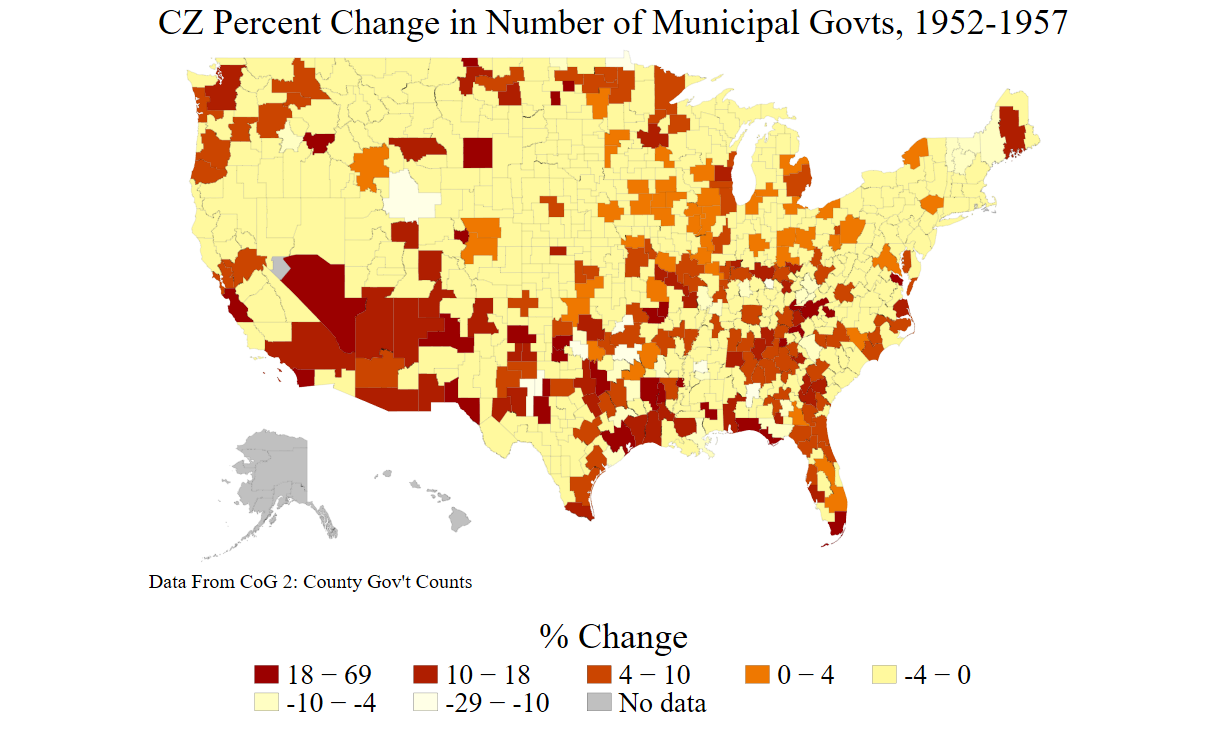 CZ Percent Change in Number of Municipal Govts, 1952-1957
Data From CoG 2: County Gov't Counts
% Change
18 − 69 10 − 18 4 − 10 0 − 4 -4 − 0
-10 − -4 -29 − -10 No data